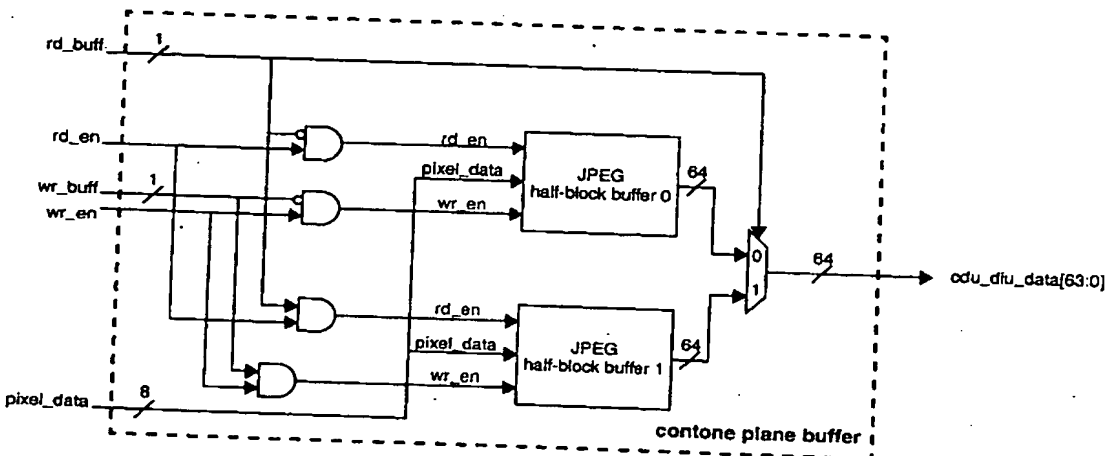 rd_buff
1
rd_en
rd_en
pixel_data
JPEG
half-block buffer 0
64
wr_buff
1
wr_en
wr_en
0
64
cdu_diu_data[63:0]
1
rd_en
pixel_data
JPEG
half-block buffer 1
64
wr_en
pixel_data
8
contone plane buffer